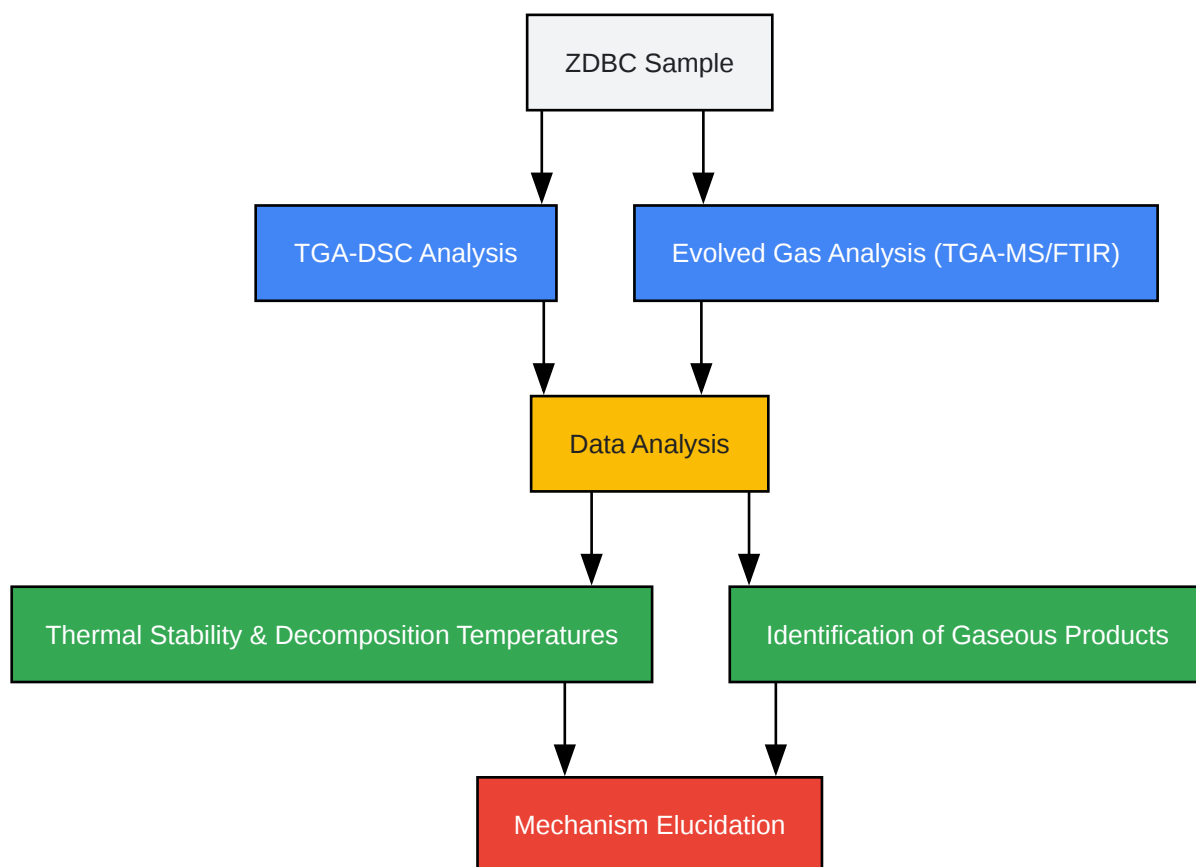 ZDBC Sample
TGA-DSC Analysis
Evolved Gas Analysis (TGA-MS/FTIR)
Data Analysis
Thermal Stability & Decomposition Temperatures
Identification of Gaseous Products
Mechanism Elucidation